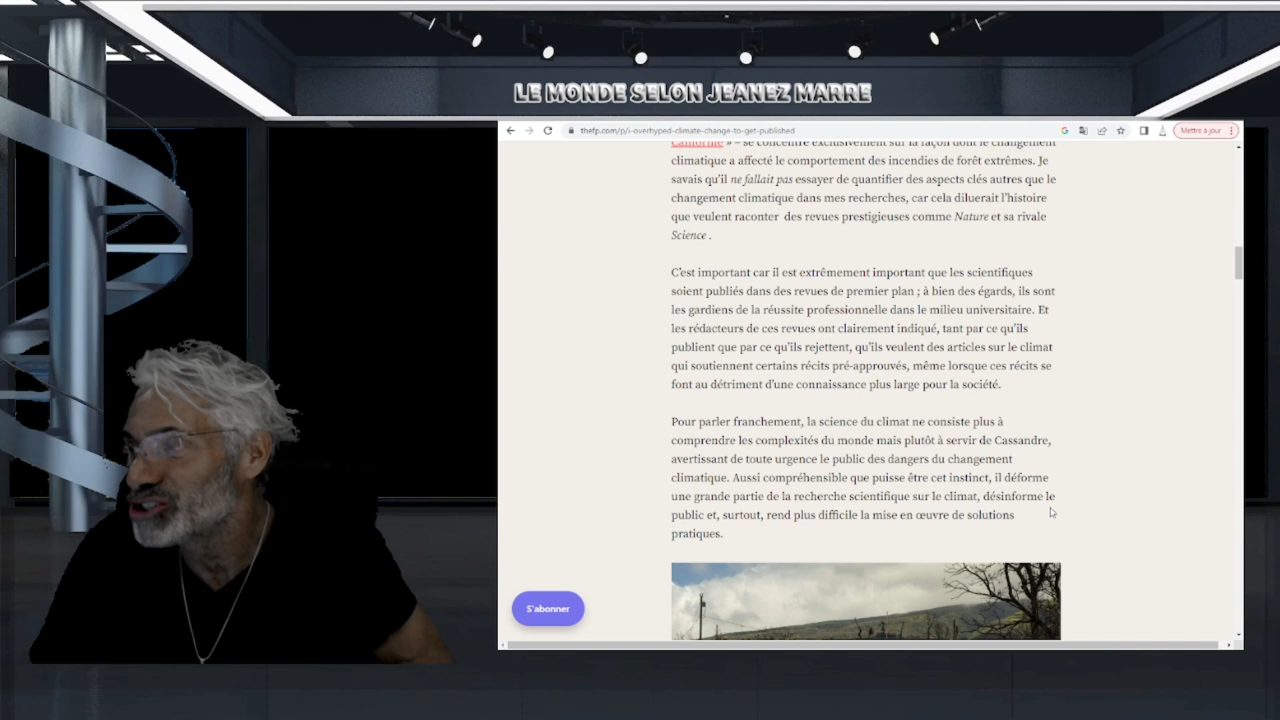 LE MONDE SELON JEANEZ MARRE
thefp.com/p/i-overhyped-climate-change-to-get-published
Mettre à jour
Californie » – se concentre exclusivement sur la façon dont le changement
climatique a affecté le comportement des incendies de forêt extrêmes. Je
savais qu'il ne fallait pas essayer de quantifier des aspects clés autres que le
changement climatique dans mes recherches, car cela diluerait l'histoire
que veulent raconter des revues prestigieuses comme Nature et sa rivale
Science .
C'est important car il est extrêmement important que les scientifiques
soient publiés dans des revues de premier plan ; à bien des égards, ils sont
les gardiens de la réussite professionnelle dans le milieu universitaire. Et
les rédacteurs de ces revues ont clairement indiqué, tant par ce qu'ils
publient que par ce qu'ils rejettent, qu'ils veulent des articles sur le climat
qui soutiennent certains récits pré-approuvés, même lorsque ces récits se
font au détriment d'une connaissance plus large pour la société.
Pour parler franchement, la science du climat ne consiste plus à
comprendre les complexités du monde mais plutôt à servir de Cassandre,
avertissant de toute urgence le public des dangers du changement
climatique. Aussi compréhensible que puisse être cet instinct, il déforme
une grande partie de la recherche scientifique sur le climat, désinforme le
public et, surtout, rend plus difficile la mise en œuvre de solutions
pratiques.
S'abonner